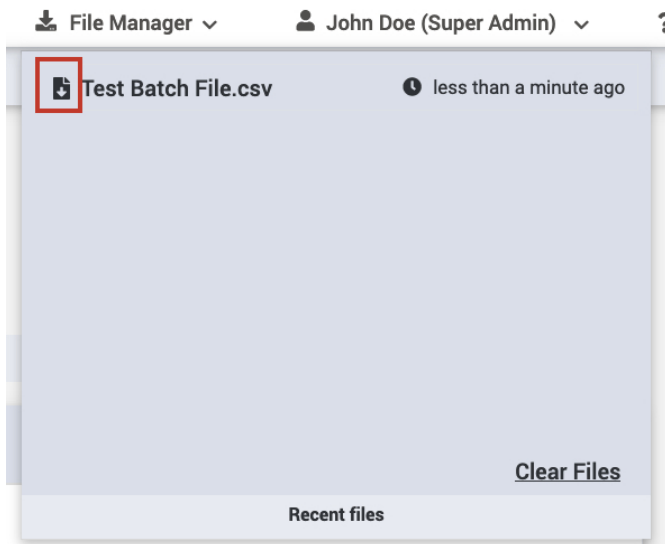 File Manager John Doe (Super Admin) ?
Test Batch File.csv less than a minute ago
Clear Files
Recent files